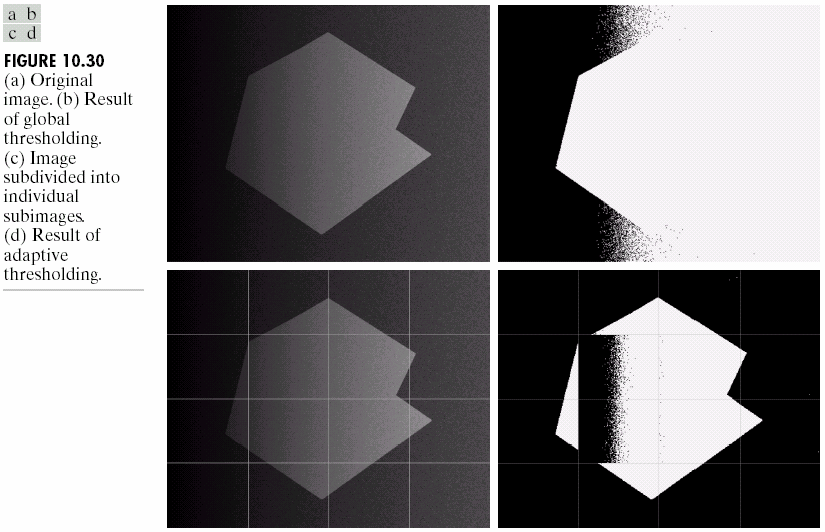 a b
c d
FIGURE 10.30
(a) Original
image. (b) Result
of global
thresholding.
(c) Image
subdivided into
individual
subimages.
(d) Result of
adaptive
thresholding.